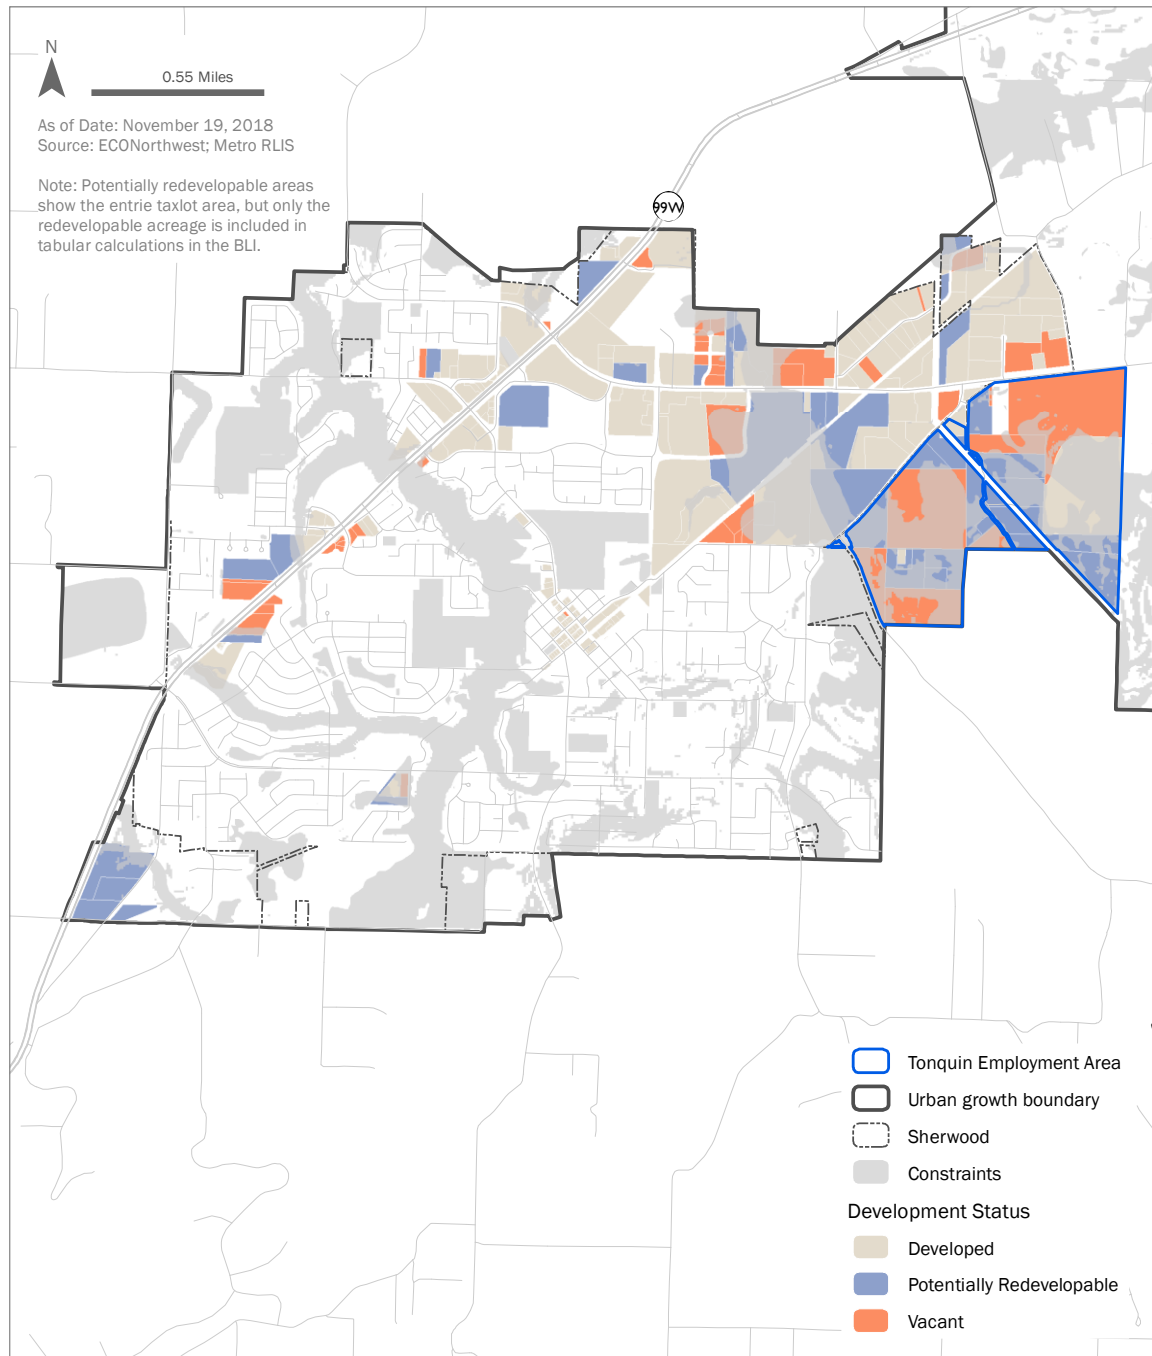 N
0.55 Miles
As of Date: November 19, 2018
Source: ECONorthwest; Metro RLIS
Note: Potentially redevelopable areas
show the entrie taxlot area, but only the
redevelopable acreage is included in
tabular calculations in the BLI.
99W
Tonquin Employment Area
Urban growth boundary
Sherwood
Constraints
Development Status
Developed
Potentially Redevelopable
Vacant